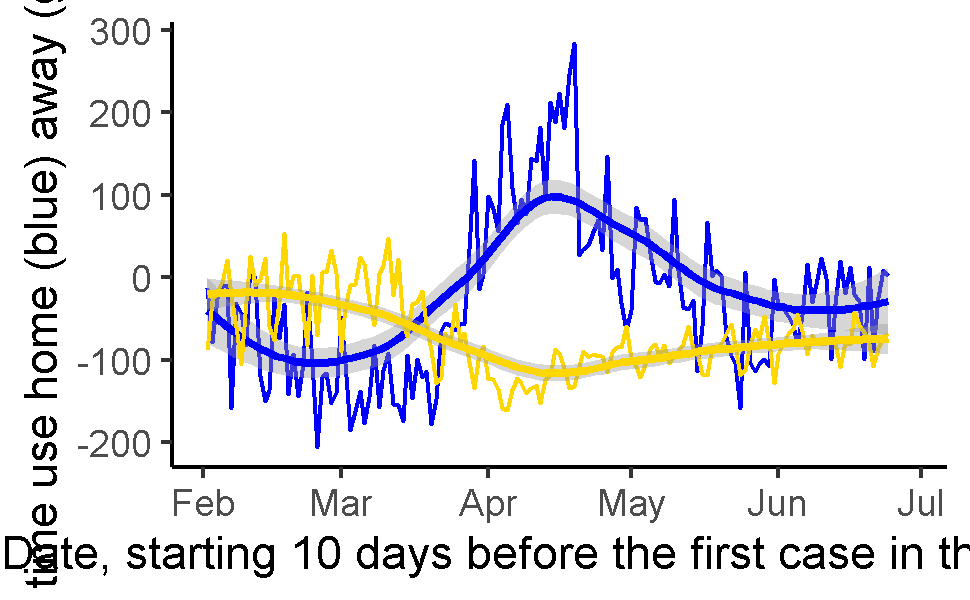 time use home (blue) away (
300
200
100
0
-100
-200
Feb Mar Apr May Jun Jul
Date, starting 10 days before the first case in th